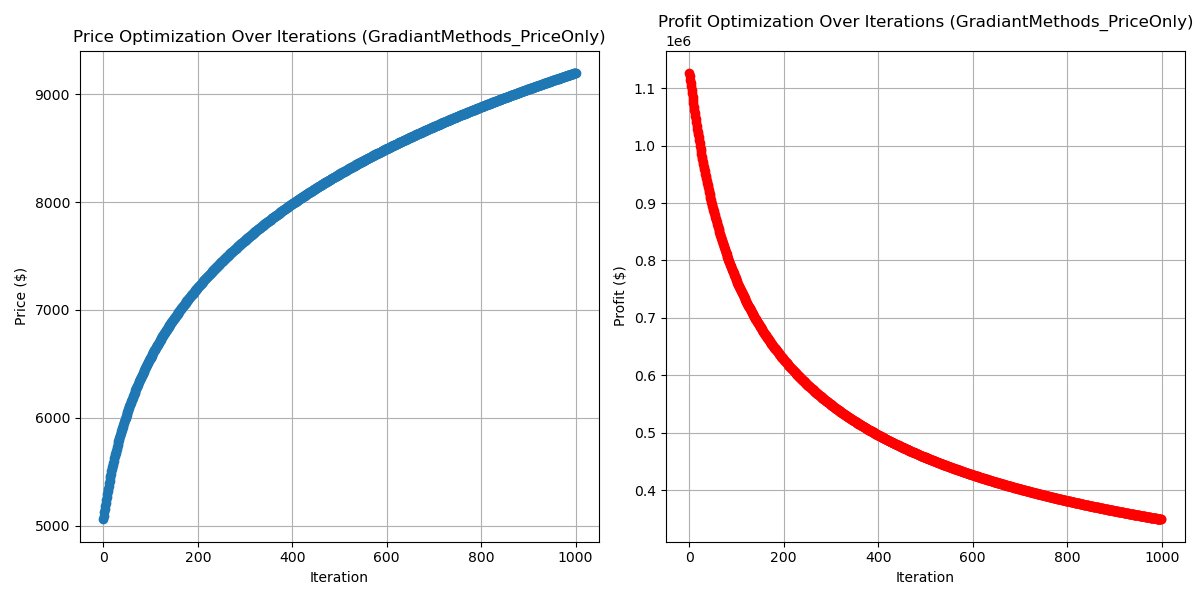 Price Optimization Over Iterations (GradiantMethods_PriceOnly)
9000
8000
7000
6000
5000
Price ($)
0 200 400 600 800 1000
Iteration
Profit Optimization Over Iterations (GradiantMethods_PriceOnly)
1e6
1.1
1.0
0.9
0.8
0.7
0.6
0.5
0.4
Profit ($)
0 200 400 600 800 1000
Iteration